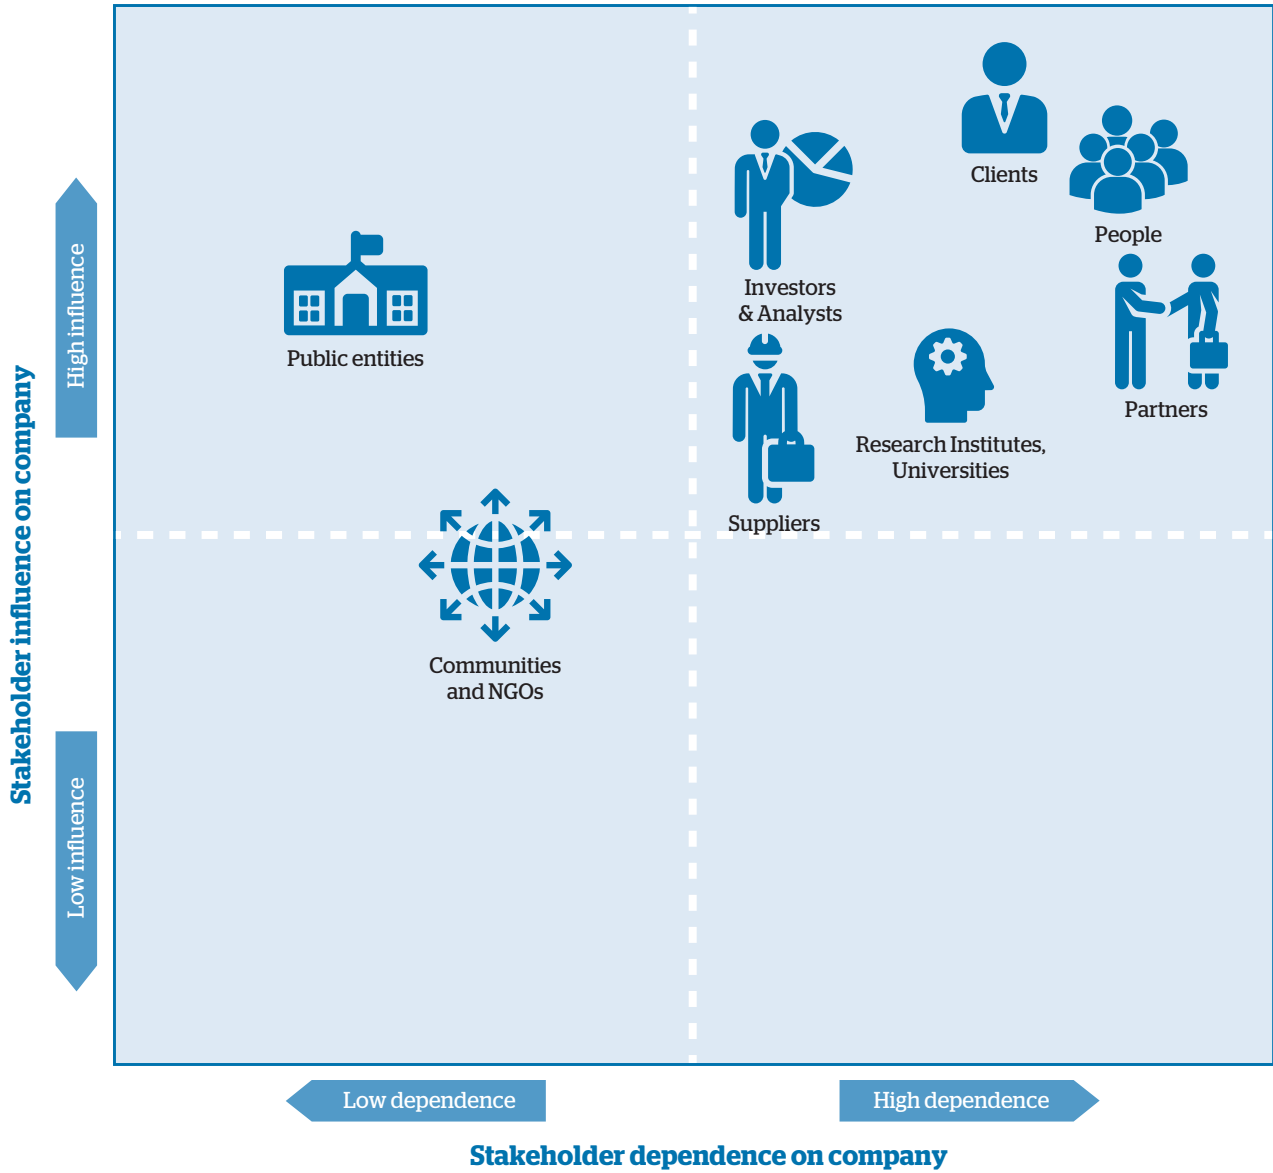 Stakeholder influence on company
High influence
Low influence
Clients
People
Investors
& Analysts
Public entities
Partners
Research Institutes,
Universities
Suppliers
Communities
and NGOs
Low dependence
High dependence
Stakeholder dependence on company